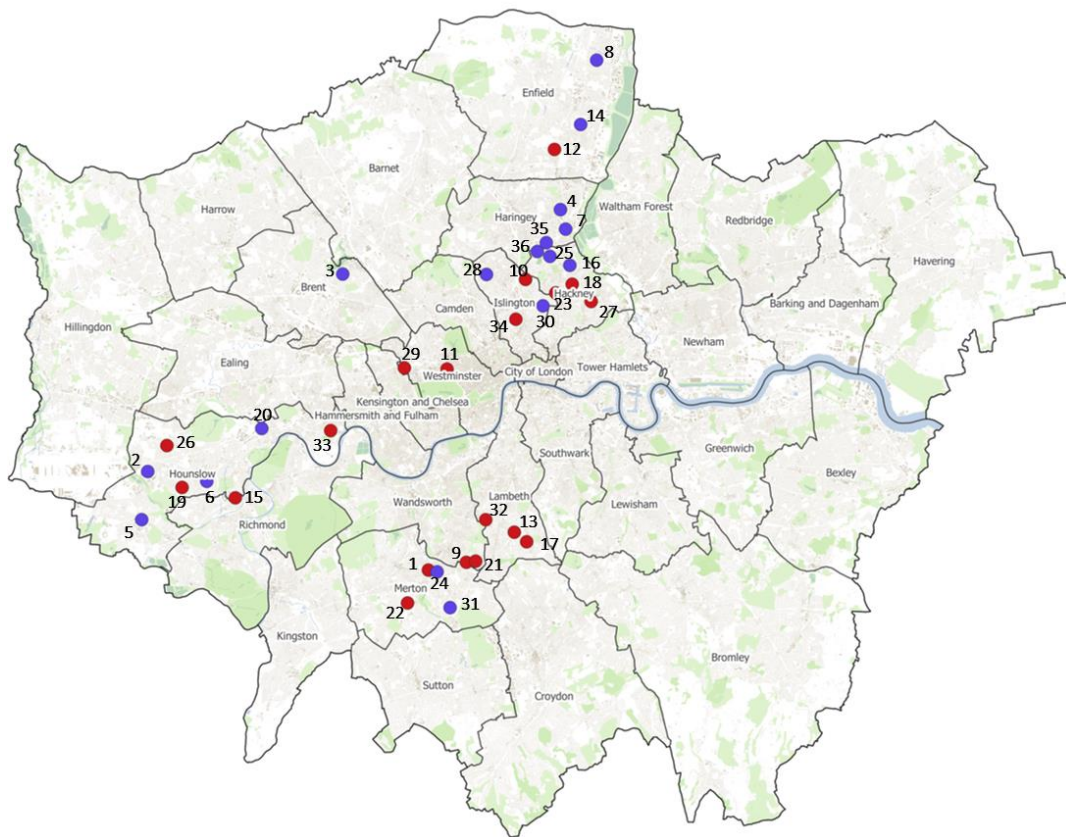 8
Enfield
14
12
Barnet
4
Harrow
Haringey
Waltham Forest
Redbridge
35
7
36
25
Havering
3
28
10
16
Brent
18
Hackney
Camden
Islington
23
27
Barking and Dagenham
Hillingdon
34
30
Newham
Ealing
29
11
Westminster
City of London
Tower Hamlets
Kensington and Chelsea
20
Hammersmith and Fulham
33
26
Southwark
Greenwich
2
Hounslow
Bexley
19
6
15
Wandsworth
Lambeth
Lewisham
5
Richmond
32
13
17
9
21
1
24
Merton
22
31
Kingston
Bromley
Sutton
Croydon